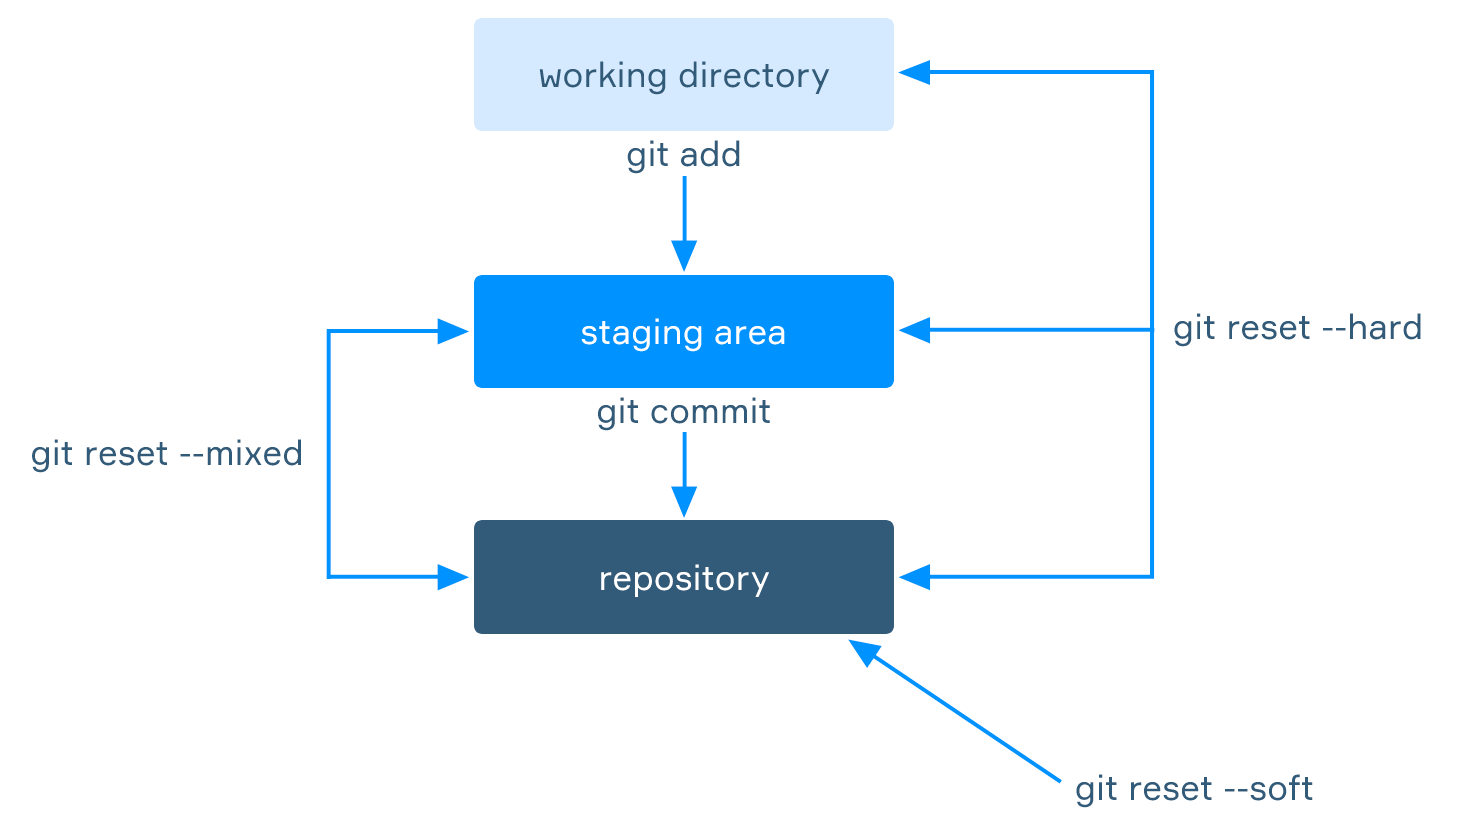 working directory
git add
staging area
git reset --hard
git commit
git reset --mixed
repository
git reset --soft